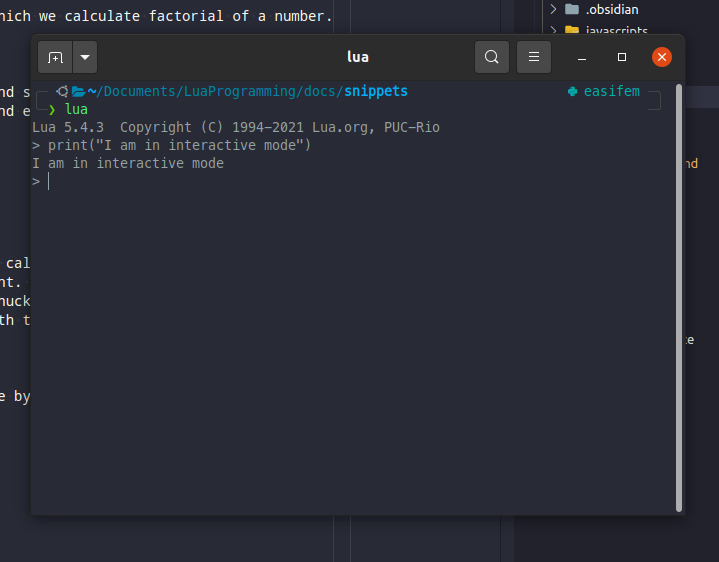 hich we calculate factorial of a number.
.obsidian
javascripts
lua
~/Documents/LuaProgramming/docs/snippets
easifem
❯ lua
Lua 5.4.3 Copyright (C) 1994-2021 Lua.org, PUC-Rio
> print("I am in interactive mode")
I am in interactive mode
>
nd s
nd e
nd
cal
nt.
huck
th t
te
e by